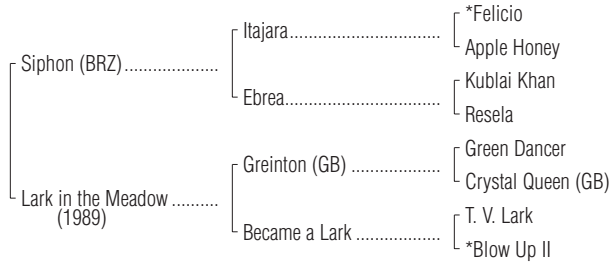 *Felicio
Itajara
Apple Honey
Siphon (BRZ)
Kublai Khan
Ebrea
Resela
Green Dancer
Greinton (GB)
Crystal Queen (GB)
Lark in the Meadow
(1989)
T. V. Lark
Became a Lark
*Blow Up II